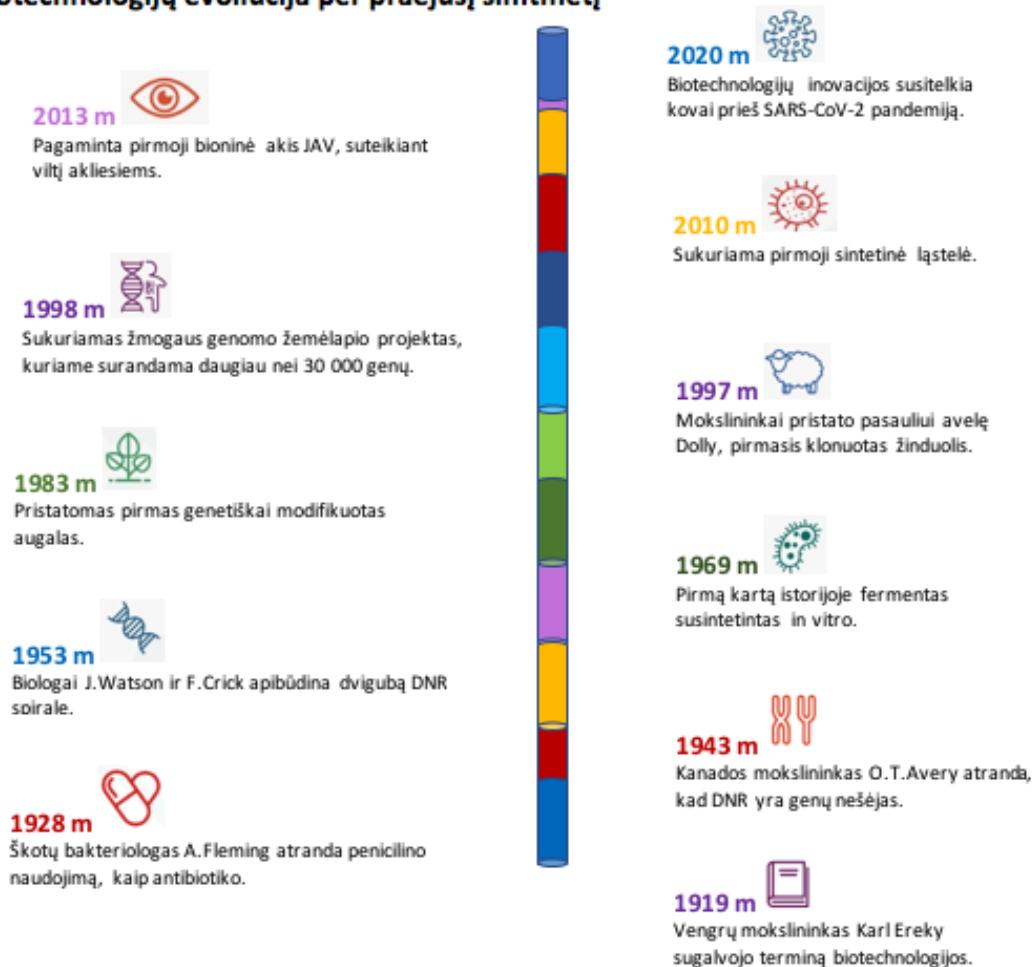 2020 m
Biotechnologijų inovacijos susitelkia
kovai prieš SARS-CoV-2 pandemiją.
2013 m
Pagaminta pirmoji bioninė akis JAV, suteikiant
viltį akliesiems.
2010 m
Sukuriama pirmoji sintetinė ląstelė.
1998 m
Sukuriamas žmogaus genomo žemėlapio projektas,
kuriame surandama daugiau nei 30 000 genų.
1997 m
Mokslininkai pristato pasauliui avelę
Dolly, pirmasis klonuotas žinduolis.
1983 m
Pristatomas pirmas genetiškai modifikuotas
augalas.
1969 m
Pirmą kartą istorijoje fermentas
susintetintas in vitro.
1953 m
Biologai J.Watson ir F.Crick apibūdina dvigubą DNR
spirale.
1943 m
Kanados mokslininkas O.T.Avery atranda,
kad DNR yra genų nešėjas.
1928 m
Škotų bakteriologas A.Fleming atranda penicilino
naudojimą, kaip antibiotiko.
1919 m
Vengrų mokslininkas Karl Ereky
sugalvojo terminą biotechnologijos.